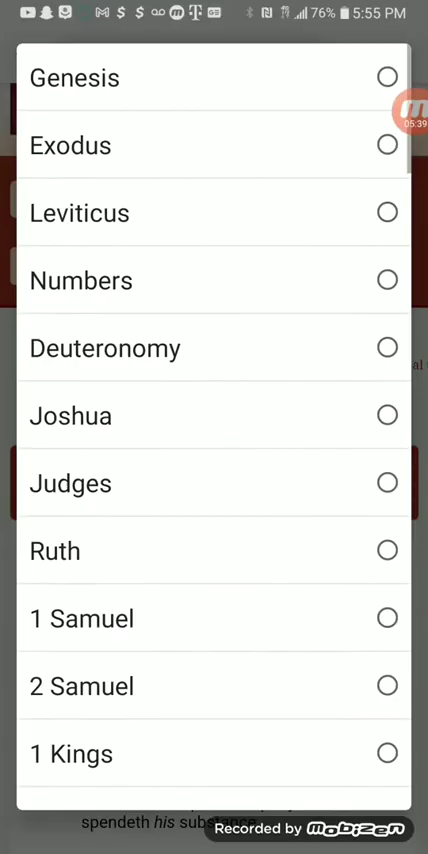 76% 5:55 PM
Genesis
05:39
Exodus
Leviticus
Numbers
Deuteronomy
al
Joshua
Judges
Ruth
1 Samuel
2 Samuel
1 Kings
spendeth his substance
Recorded by mobizen